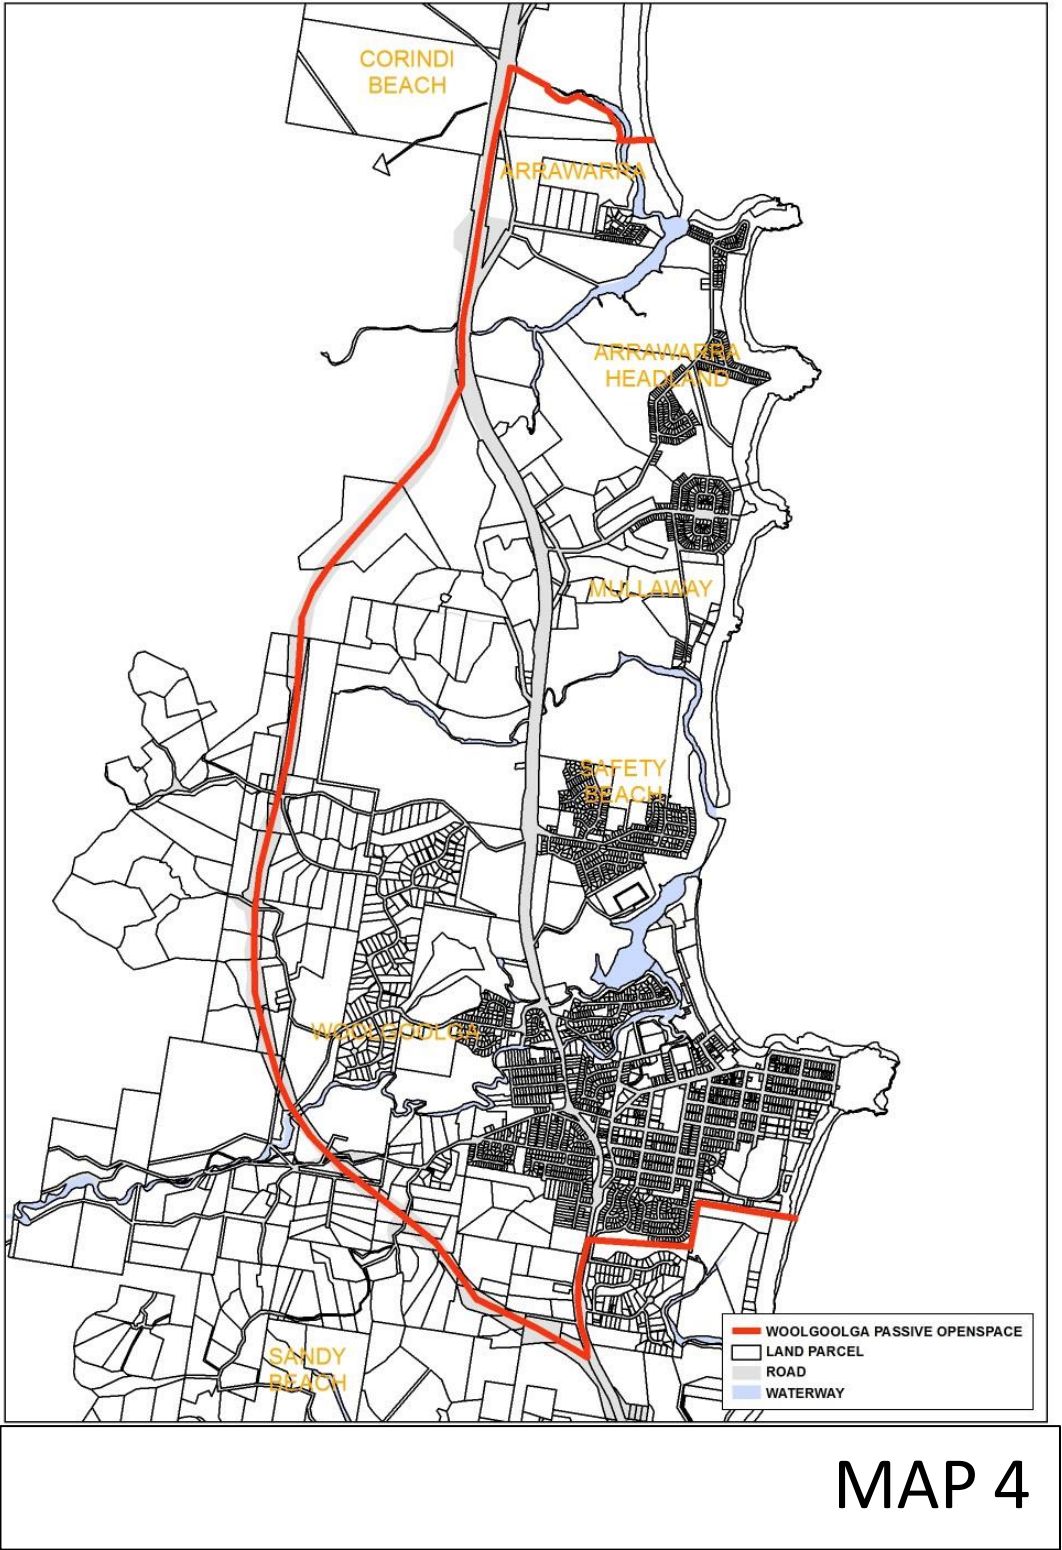 CORINDI
BEACH
ARRAWARRA
ARRAWARRA
HEADLAND
MULLAWAY
SAFETY
BEACH
WOOLGOOLGA
SANDY
BEACH
WOOLGOOLGA PASSIVE OPENSPACE
LAND PARCEL
ROAD
WATERWAY
MAP 4